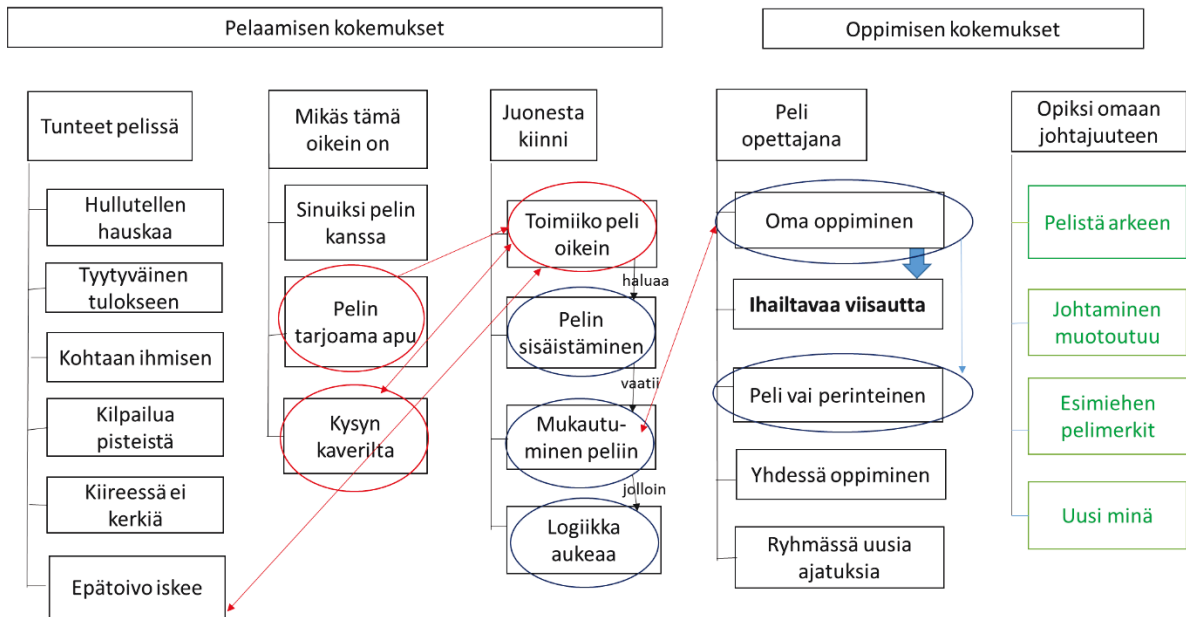 Pelaamisen kokemukset
Oppimisen kokemukset
Tunteet pelissä
Hullutellen
hauskaa
Tyytyväinen
tulokseen
Kohtaan ihmisen
Kilpailua
pisteistä
Kiireessä ei
kerkiä
Epätoivo iskee
Mikäs tämä
oikein on
Sinuiksi pelin
kanssa
Pelin
tarjoama apu
Kysyn
kaverilta
Juonesta
kiinni
Toimiiko peli
oikein
haluaa
Pelin
sisäistäminen
vaatii
Mukautu-
minen peliin
jolloin
Logiikka
aukeaa
Peli
opettajana
Oma oppiminen
Ihailtavaa viisautta
Peli vai perinteinen
Yhdessä oppiminen
Ryhmässä uusia
ajatuksia
Opiksi omaan
johtajuuteen
Pelistä arkeen
Johtaminen
muotoutuu
Esimiehen
pelimerkit
Uusi minä